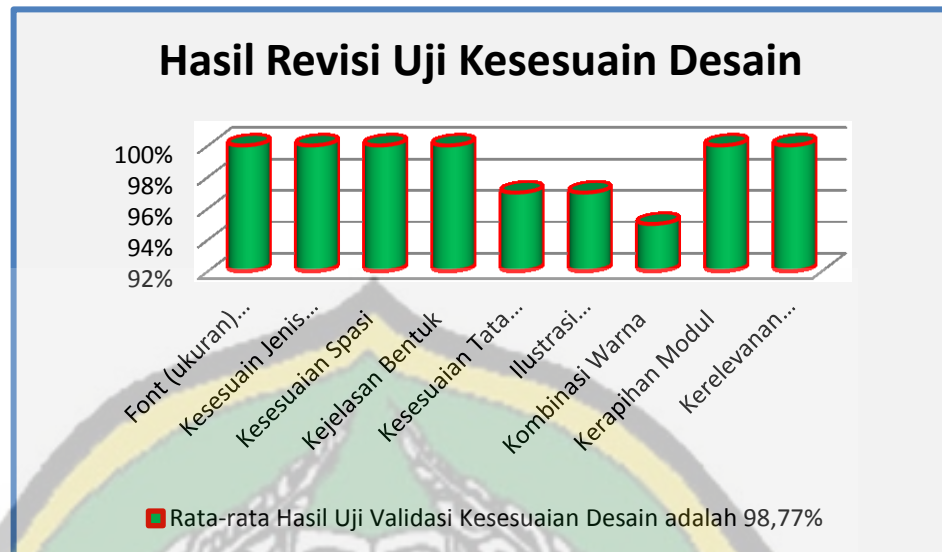 Hasil Revisi Uji Kesesuain Desain
100%
98%
96%
94%
92%
Font (ukuran)...
Kesesuain Jenis...
Kesesuaian Spasi
Kejelasan Bentuk
Kesesuaian Tata...
Ilustrasi...
Kombinasi Warna
Kerapihan Modul
Kerelevanan...
Rata-rata Hasil Uji Validasi Kesesuaian Desain adalah 98,77%